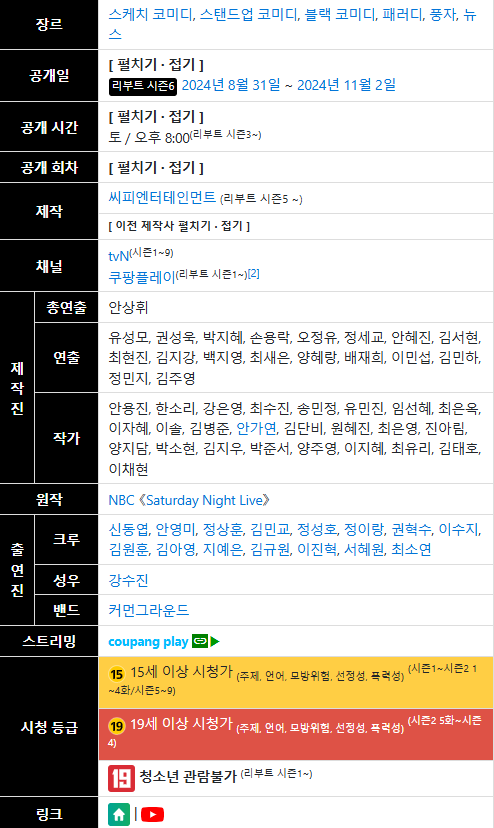 장르
스케치 코미디, 스탠드업 코미디, 블랙 코미디, 패러디, 풍자, 뉴
스
공개일
[ 펼치기 · 접기 ]
리부트 시즌6 2024년 8월 31일 ~ 2024년 11월 2일
공개 시간
[ 펼치기 · 접기 ]
토 / 오후 8:00(리부트 시즌3~)
공개 회차
[ 펼치기 · 접기 ]
제작
씨피엔터테인먼트 (리부트 시즌5 ~)
[ 이전 제작사 펼치기 · 접기 ]
채널
tvN(시즌1~9)
쿠팡플레이(리부트 시즌1~)[2]
제작진
총연출
안상휘
연출
유성모, 권성욱, 박지혜, 손용락, 오정유, 정세교, 안혜진, 김서현,
최현진, 김지강, 백지영, 최새은, 양혜랑, 배재희, 이민섭, 김민하,
정민지, 김주영
작가
안용진, 한소리, 강은영, 최수진, 송민정, 유민진, 임선혜, 최은옥,
이자혜, 이솔, 김병준, 안가연, 김단비, 원혜진, 최은영, 진아림,
양지담, 박소현, 김지우, 박준서, 양주영, 이지혜, 최유리, 김태호,
이채현
원작
NBC 《Saturday Night Live》
출연진
크루
신동엽, 안영미, 정상훈, 김민교, 정성호, 정이랑, 권혁수, 이수지,
김원훈, 김아영, 지예은, 김규원, 이진혁, 서혜원, 최소연
성우
강수진
밴드
커먼그라운드
스트리밍
coupang play
시청 등급
15 15세 이상 시청가 (주제, 언어, 모방위험, 선정성, 폭력성) (시즌1~시즌2 1
~4화/시즌5~9)
19 19세 이상 시청가 (주제, 언어, 모방위험, 선정성, 폭력성) (시즌2 5화~시즌
4)
19 청소년 관람불가 (리부트 시즌1~)
링크
|